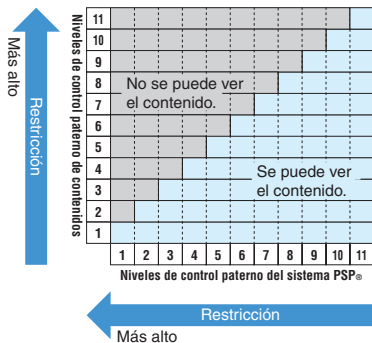 Más alto
Restricción
Niveles de control paterno de contenidos
11
10
9
8
7
6
5
4
3
2
1
No se puede ver
el contenido.
Se puede ver
el contenido.
1 2 3 4 5 6 7 8 9 10 11
Niveles de control paterno del sistema PSP®
Restricción
Más alto